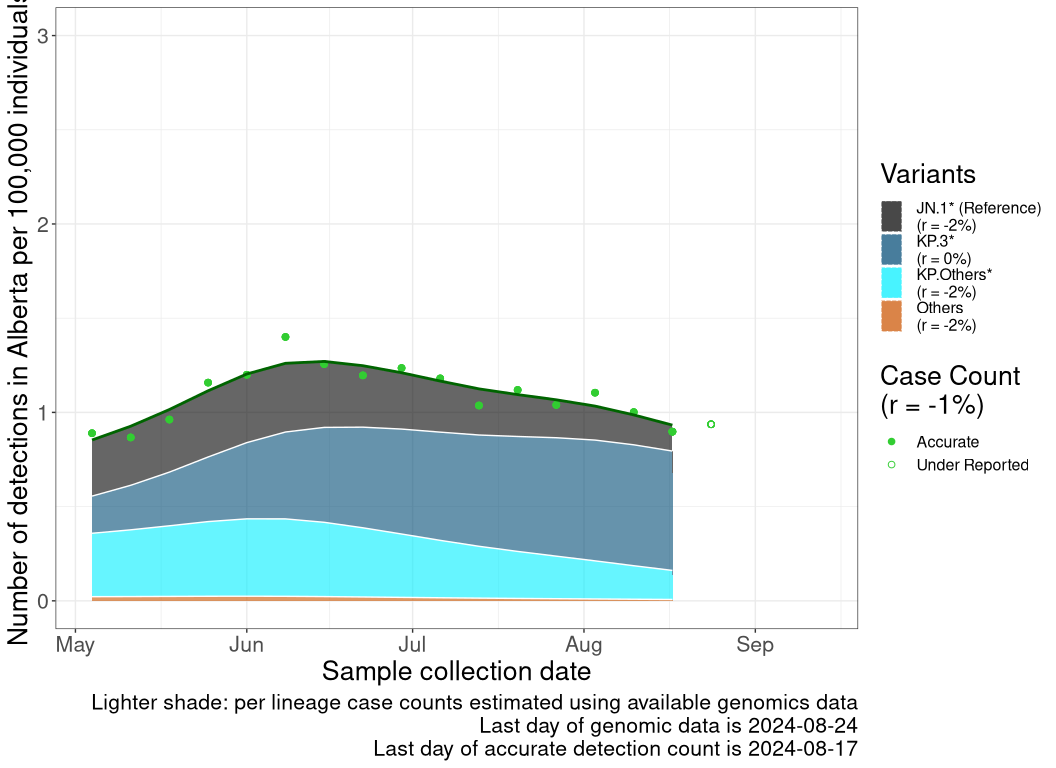 Number of detections in Alberta per 100,000 individuals
3
2
1
0
May
Jun
Jul
Aug
Sep
Sample collection date
Lighter shade: per lineage case counts estimated using available genomics data
Last day of genomic data is 2024-08-24
Last day of accurate detection count is 2024-08-17
Variants
JN.1* (Reference)
(r = -2%)
KP.3*
(r = 0%)
KP.Others*
(r = -2%)
Others
(r = -2%)
Case Count
(r = -1%)
Accurate
Under Reported